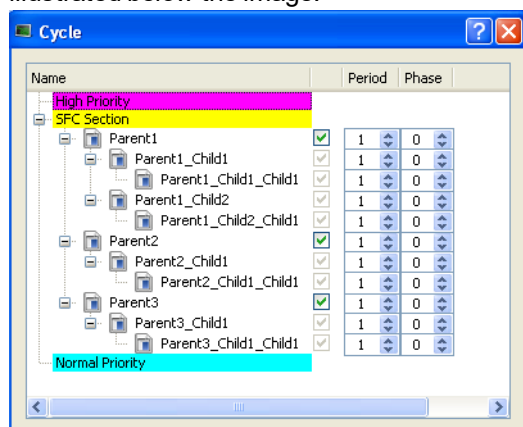 illustrated below the image.
Cycle
Name Period Phase
High Priority
SFC Section
Parent1 1 0
Parent1_Child1 1 0
Parent1_Child1_Child1 1 0
Parent1_Child2 1 0
Parent1_Child2_Child1 1 0
Parent2 1 0
Parent2_Child1 1 0
Parent2_Child1_Child1 1 0
Parent3 1 0
Parent3_Child1 1 0
Parent3_Child1_Child1 1 0
Normal Priority